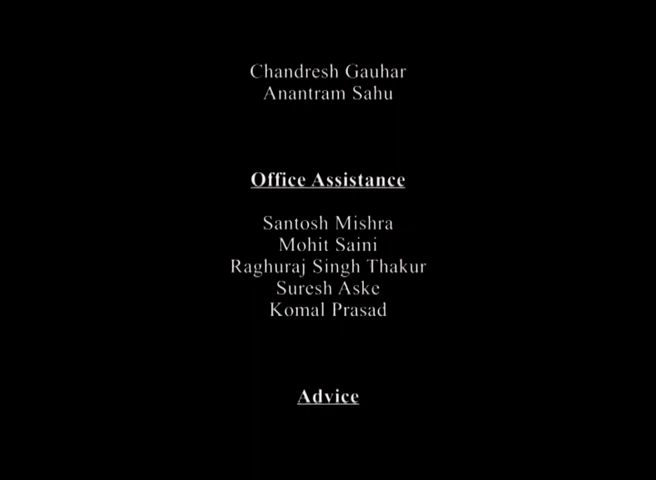 Chandresh Gauhar
Anantram Sahu
Office Assistance
Santosh Mishra
Mohit Saini
Raghuraj Singh Thakur
Suresh Aske
Komal Prasad
Advice